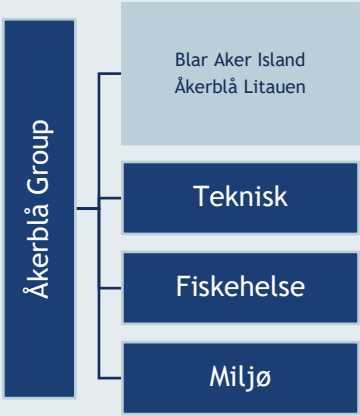 Åkerblå Group
Blar Aker Island
Åkerblå Litauen
Teknisk
Fiskehelse
Miljø